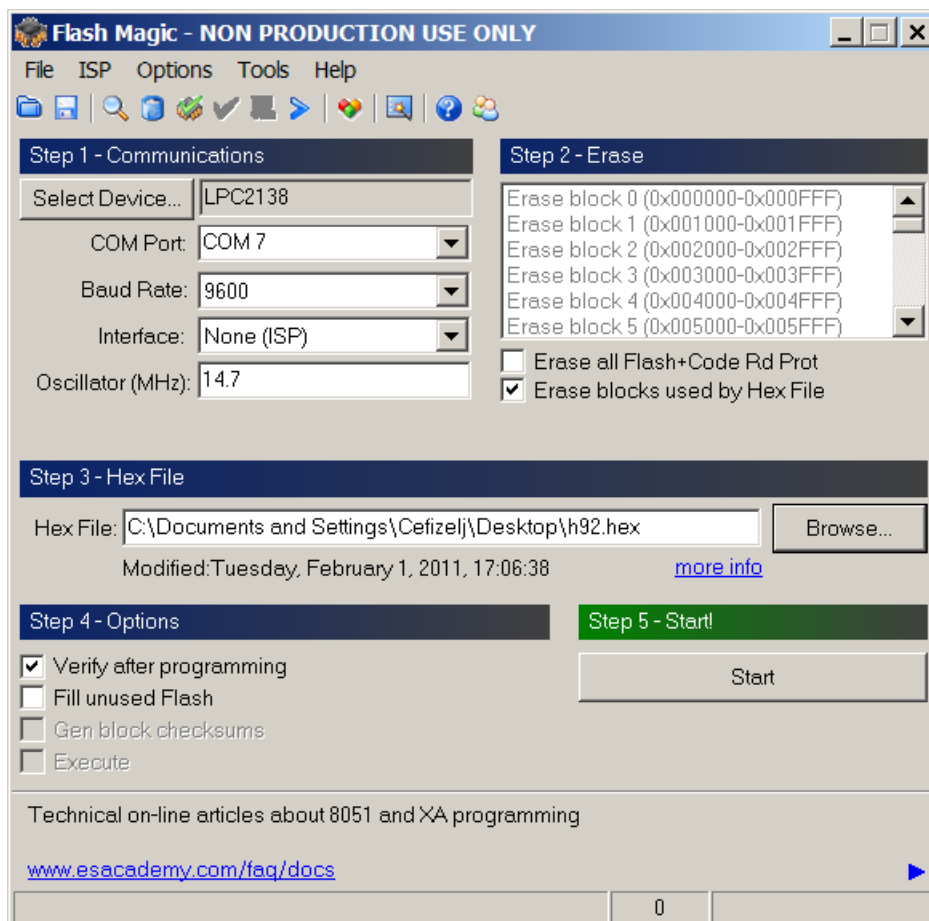 Flash Magic - NON PRODUCTION USE ONLY
File ISP Options Tools Help
Step 1 - Communications
Select Device... LPC2138
COM Port: COM 7
Baud Rate: 9600
Interface: None (ISP)
Oscillator (MHz): 14.7
Step 2 - Erase
Erase block 0 (0x000000-0x000FFF)
Erase block 1 (0x001000-0x001FFF)
Erase block 2 (0x002000-0x002FFF)
Erase block 3 (0x003000-0x003FFF)
Erase block 4 (0x004000-0x004FFF)
Erase block 5 (0x005000-0x005FFF)
Erase all Flash+Code Rd Prot
Erase blocks used by Hex File
Step 3 - Hex File
Hex File: C:\Documents and Settings\Cefizelj\Desktop\h92.hex Browse...
Modified:Tuesday, February 1, 2011, 17:06:38 more info
Step 4 - Options
Verify after programming
Fill unused Flash
Gen block checksums
Execute
Step 5 - Start!
Start
Technical on-line articles about 8051 and XA programming
www.esacademy.com/faq/docs
0